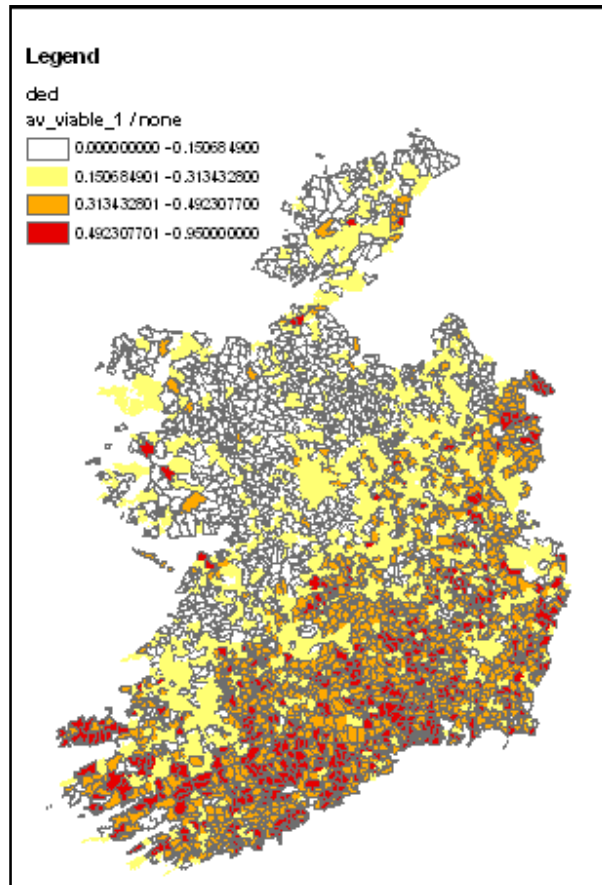 Legend
ded
av_viable_1 / none
0.000000000 - 0.150684900
0.150684901 - 0.313432800
0.313432801 - 0.492307700
0.492307701 - 0.950000000